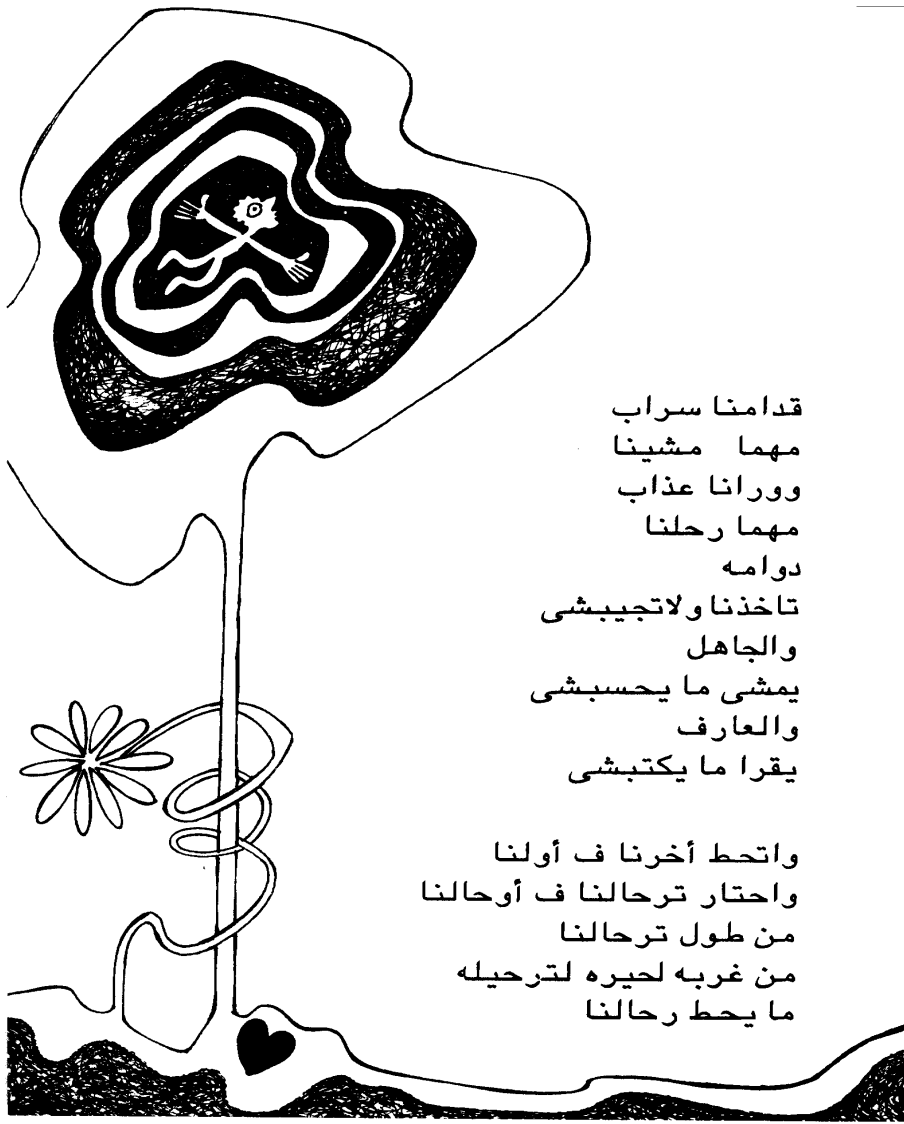 قدامنا سراب
مهما مشينا
وورانا عذاب
مهما رحلنا
دوامه
تاخذنا ولاتجيبشى
والجاهل
يمشى ما يحسبشى
والعارف
يقرا ما يكتبشى
واتحط أخرنا ف أولنا
واحتار ترحالنا ف أوحالنا
من طول ترحالنا
من غربه لحيره لترحيله
ما يحط رحالنا